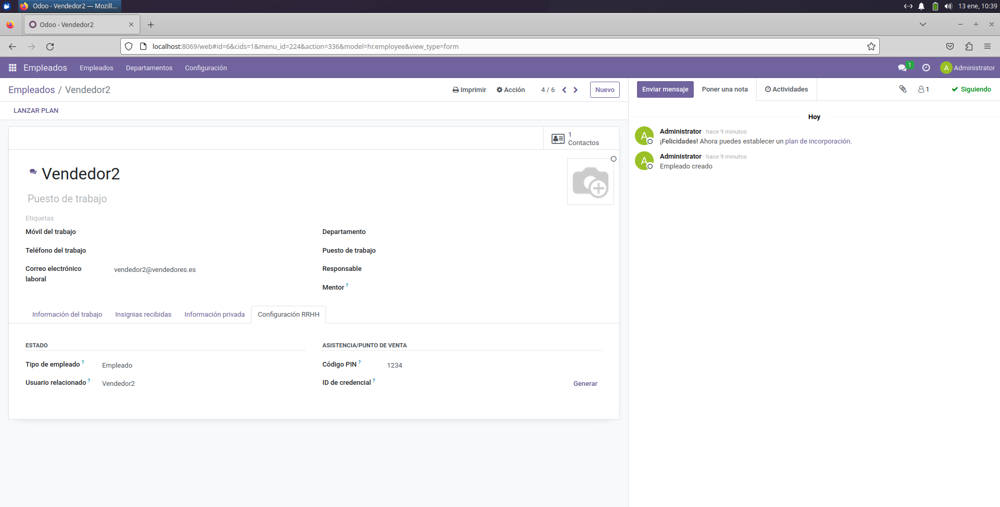 Odoo - Vendedor2 — Mozill...
13 ene, 10:39
Odoo - Vendedor2
localhost:8069/web#id=6&cids=1&menu_id=224&action=336&model=hr.employee&view_type=form
Empleados Empleados Departamentos Configuración
1
A Administrator
Empleados / Vendedor2
Imprimir Acción 4 / 6 Nuevo
Enviar mensaje Poner una nota Actividades
1 Siguiendo
LANZAR PLAN
1
Contactos
Vendedor2
Puesto de trabajo
Etiquetas
Móvil del trabajo
Teléfono del trabajo
Correo electrónico
laboral
vendedor2@vendedores.es
Departamento
Puesto de trabajo
Responsable
Mentor ?
Información del trabajo Insignias recibidas Información privada Configuración RRHH
ESTADO
Tipo de empleado ? Empleado
Usuario relacionado ? Vendedor2
ASISTENCIA/PUNTO DE VENTA
Código PIN ? 1234
ID de credencial ? Generar
Hoy
A
Administrator - hace 9 minutos
¡Felicidades! Ahora puedes establecer un plan de incorporación.
A
Administrator - hace 9 minutos
Empleado creado